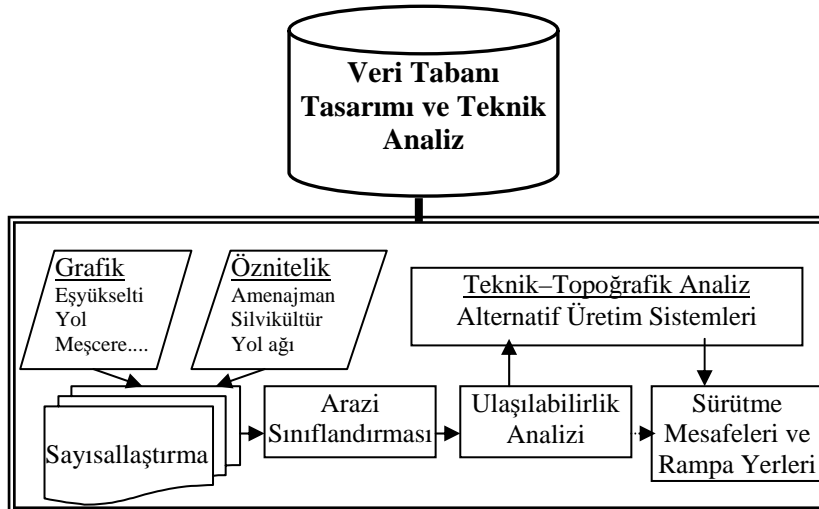 Veri Tabanı
Tasarımı ve Teknik
Analiz
Grafik
Eşyükselti
Yol
Meşcere....
Öznitelik
Amenajman
Silvikültür
Yol ağı
Teknik–Topoğrafik Analiz
Alternatif Üretim Sistemleri
Sayısallaştırma
Arazi
Sınıflandırması
Ulaşılabilirlik
Analizi
Sürütme
Mesafeleri ve
Rampa Yerleri